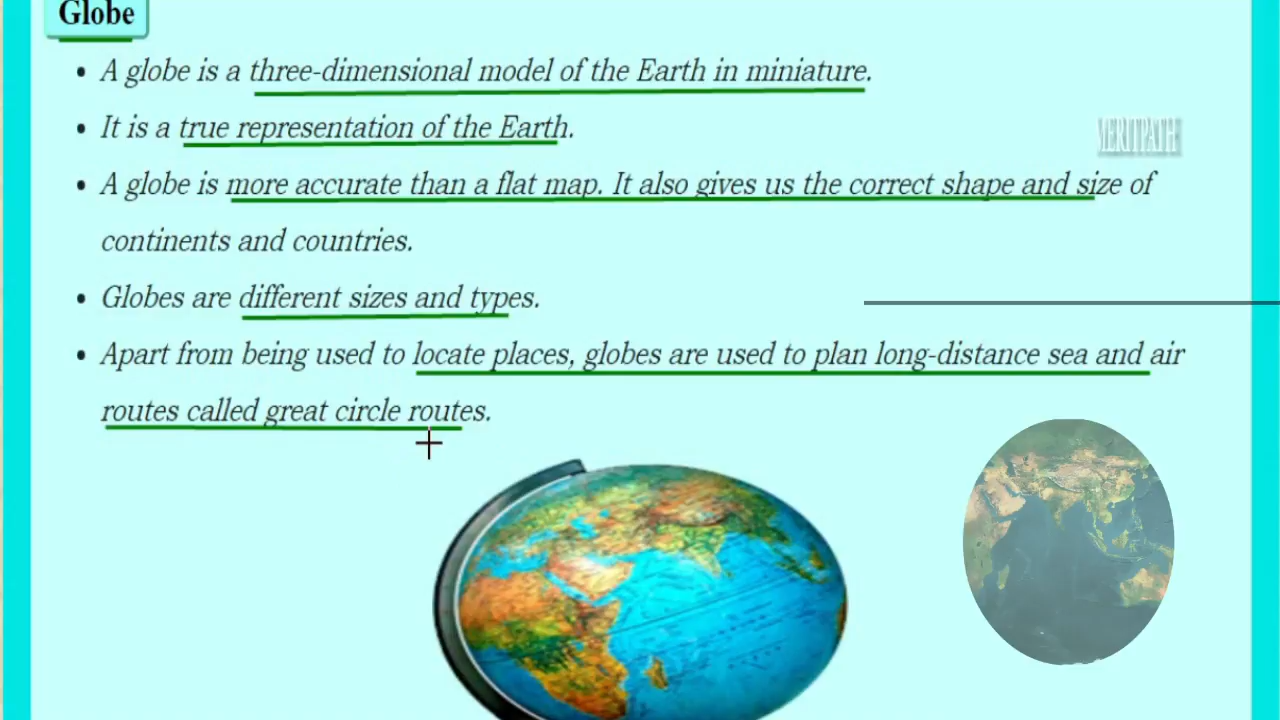 Globe
• A globe is a three-dimensional model of the Earth in miniature.
• It is a true representation of the Earth.
MERITPATH
• A globe is more accurate than a flat map. It also gives us the correct shape and size of
continents and countries.
• Globes are different sizes and types.
• Apart from being used to locate places, globes are used to plan long-distance sea and air
routes called great circle routes.